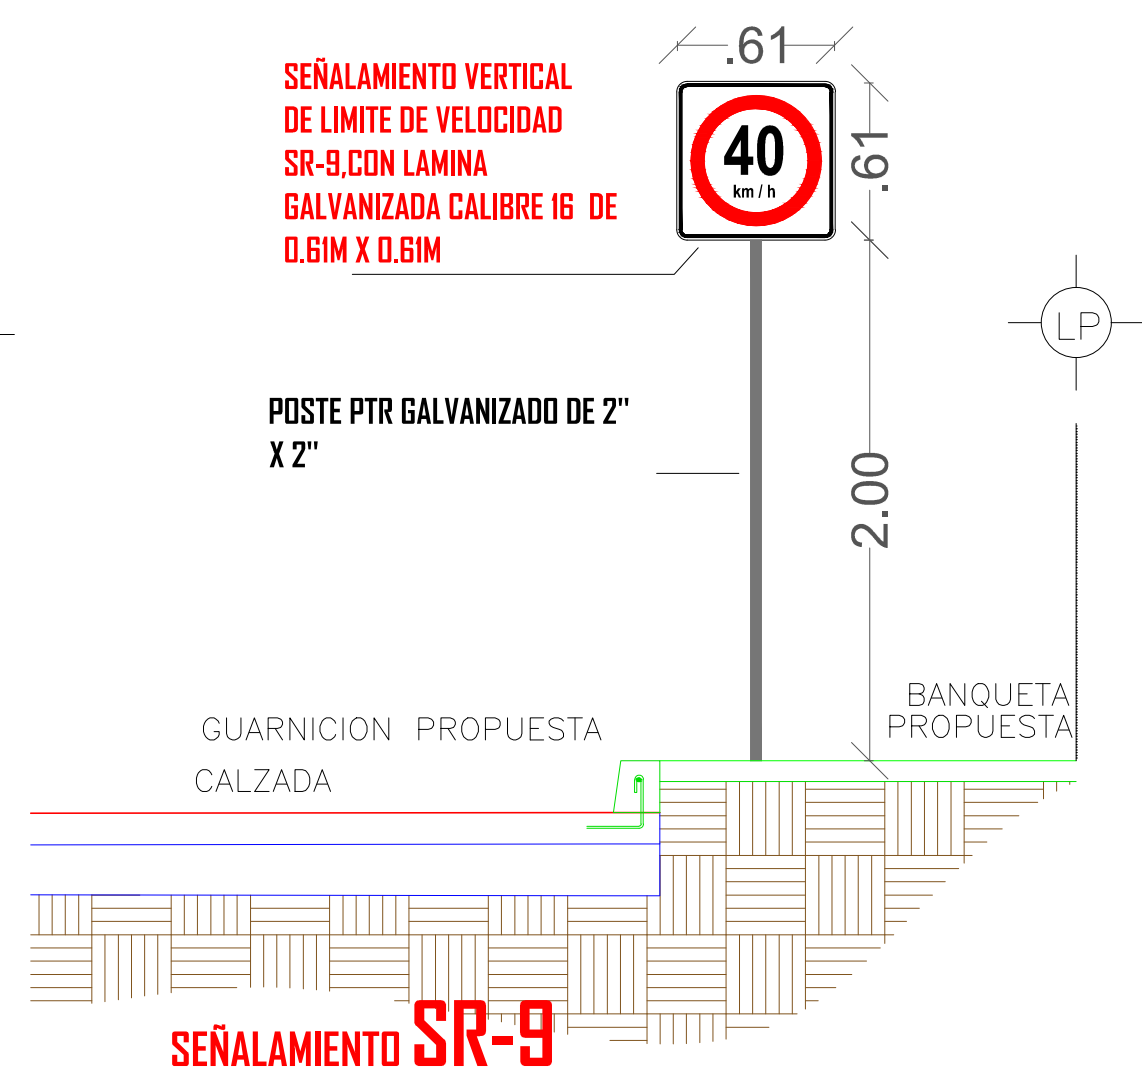 .61
SEÑALAMIENTO VERTICAL
DE LIMITE DE VELOCIDAD
SR-9,CON LAMINA
GALVANIZADA CALIBRE 16 DE
0.61M X 0.61M
40
km / h
.61
LP
POSTE PTR GALVANIZADO DE 2"
X 2"
2.00
BANQUETA
PROPUESTA
GUARNICION PROPUESTA
CALZADA
SEÑALAMIENTO SR-9